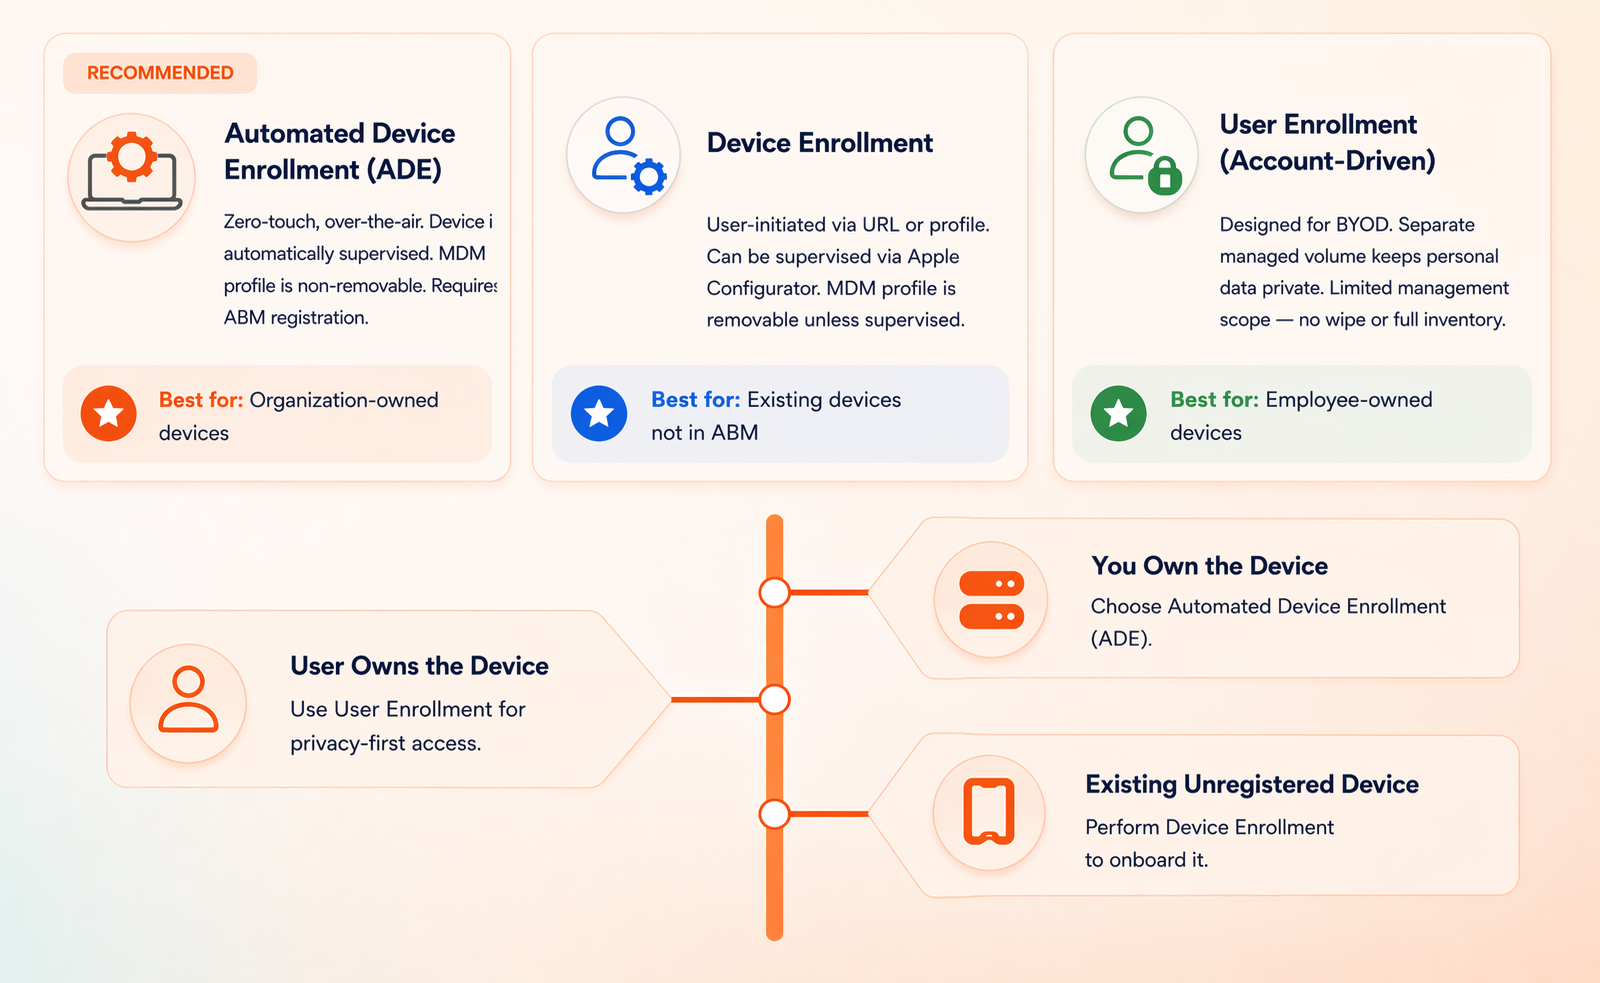 RECOMMENDED
Automated Device
Enrollment (ADE)
Zero-touch, over-the-air. Device i
automatically supervised. MDM
profile is non-removable. Requires
ABM registration.
Best for: Organization-owned
devices
Device Enrollment
User-initiated via URL or profile.
Can be supervised via Apple
Configurator. MDM profile is
removable unless supervised.
Best for: Existing devices
not in ABM
User Enrollment
(Account-Driven)
Designed for BYOD. Separate
managed volume keeps personal
data private. Limited management
scope — no wipe or full inventory.
Best for: Employee-owned
devices
You Own the Device
Choose Automated Device Enrollment
(ADE).
User Owns the Device
Use User Enrollment for
privacy-first access.
Existing Unregistered Device
Perform Device Enrollment
to onboard it.